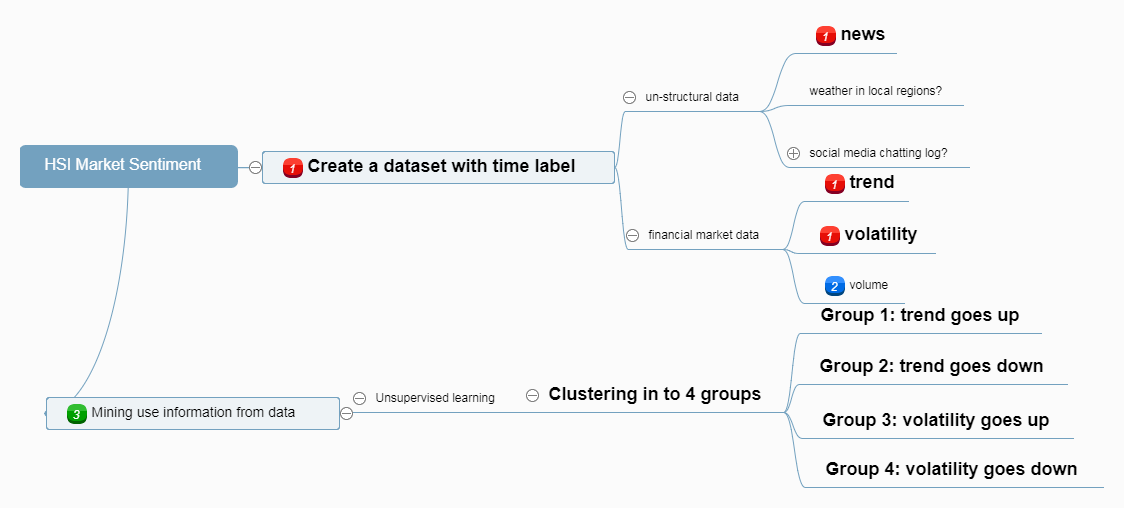 HSI Market Sentiment
1 Create a dataset with time label
un-structural data
1 news
weather in local regions?
social media chatting log?
financial market data
1 trend
1 volatility
2 volume
3 Mining use information from data
Unsupervised learning
Clustering in to 4 groups
Group 1: trend goes up
Group 2: trend goes down
Group 3: volatility goes up
Group 4: volatility goes down